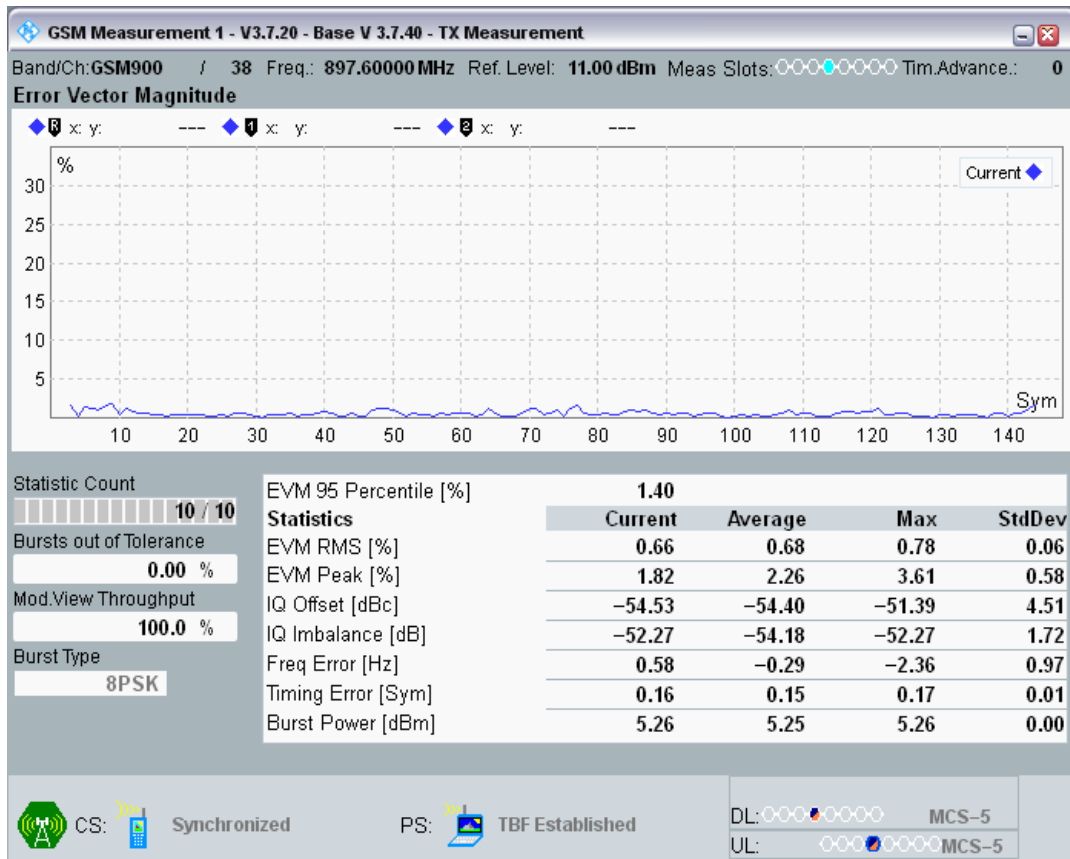 GSM Measurement 1 - V3.7.20 - Base V 3.7.40 - TX Measurement
Band/Ch:GSM900 / 38 Freq.: 897.60000 MHz Ref. Level: 11.00 dBm Meas Slots: Tim.Advance.: 0
Error Vector Magnitude
R x: y: --- 1 x: y: --- 2 x: y: ---
%
Current
30
25
20
15
10
5
Sym
10 20 30 40 50 60 70 80 90 100 110 120 130 140
Statistic Count
10 / 10
Bursts out of Tolerance
0.00 %
Mod.View Throughput
100.0 %
Burst Type
8PSK
EVM 95 Percentile [%] 1.40
Statistics Current Average Max StdDev
EVM RMS [%] 0.66 0.68 0.78 0.06
EVM Peak [%] 1.82 2.26 3.61 0.58
IQ Offset [dBc] −54.53 −54.40 −51.39 4.51
IQ Imbalance [dB] −52.27 −54.18 −52.27 1.72
Freq Error [Hz] 0.58 −0.29 −2.36 0.97
Timing Error [Sym] 0.16 0.15 0.17 0.01
Burst Power [dBm] 5.26 5.25 5.26 0.00
CS: Synchronized PS: TBF Established
DL: MCS−5
UL: MCS−5